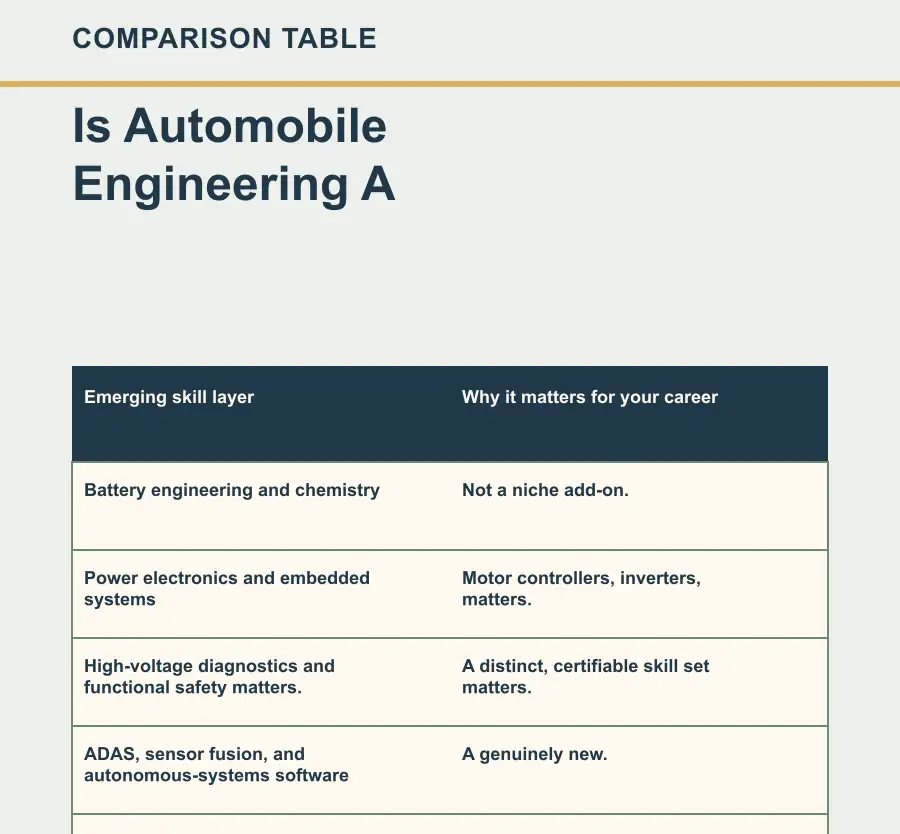 COMPARISON TABLE
Is Automobile
Engineering A
Emerging skill layer
Why it matters for your career
Battery engineering and chemistry
Not a niche add-on.
Power electronics and embedded
systems
Motor controllers, inverters,
matters.
High-voltage diagnostics and
functional safety matters.
A distinct, certifiable skill set
matters.
ADAS, sensor fusion, and
autonomous-systems software
A genuinely new.